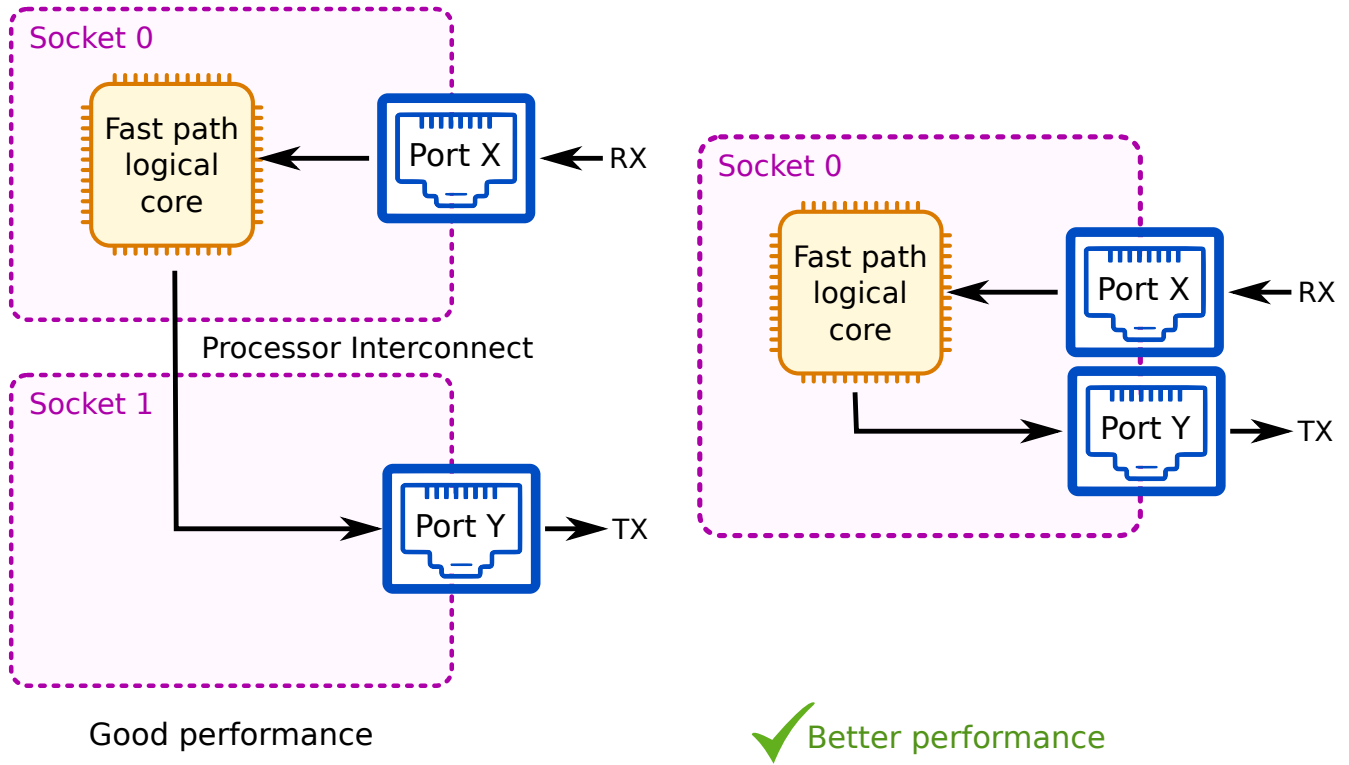 Socket 0
Fast path
logical
core
Port X
RX
Processor Interconnect
Socket 1
Port Y
TX
Good performance
Socket 0
Fast path
logical
core
Port X
RX
Port Y
TX
Better performance